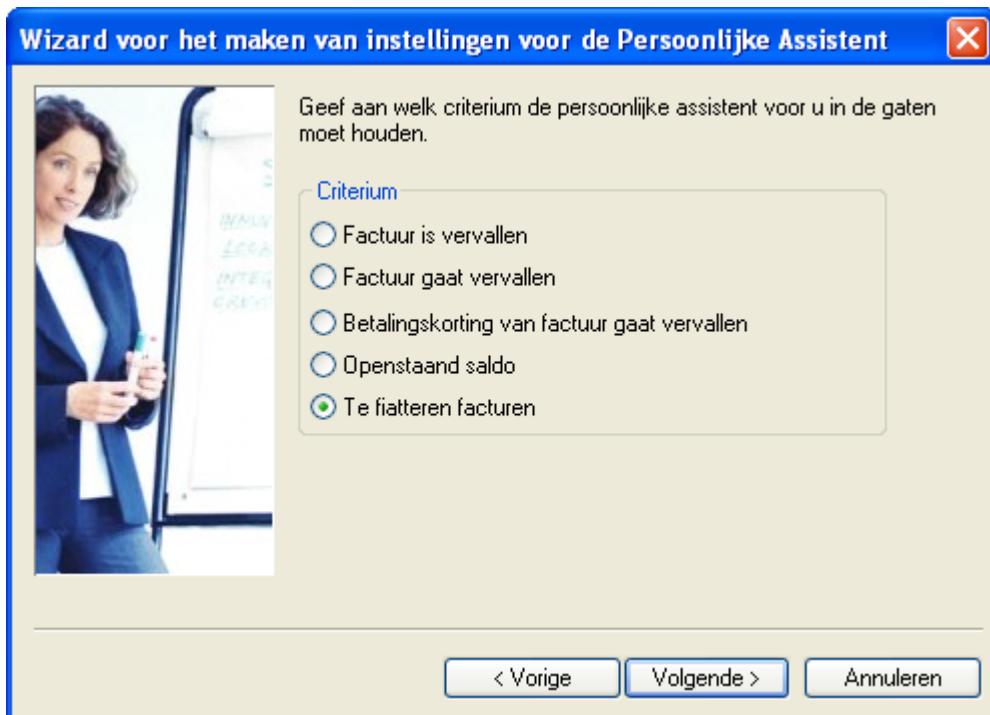 Wizard voor het maken van instellingen voor de Persoonlijke Assistent
Geef aan welk criterium de persoonlijke assistent voor u in de gaten
moet houden.
Criterium
Factuur is vervallen
Factuur gaat vervallen
Betalingskorting van factuur gaat vervallen
Openstaand saldo
Te fiatteren facturen
< Vorige
Volgende >
Annuleren